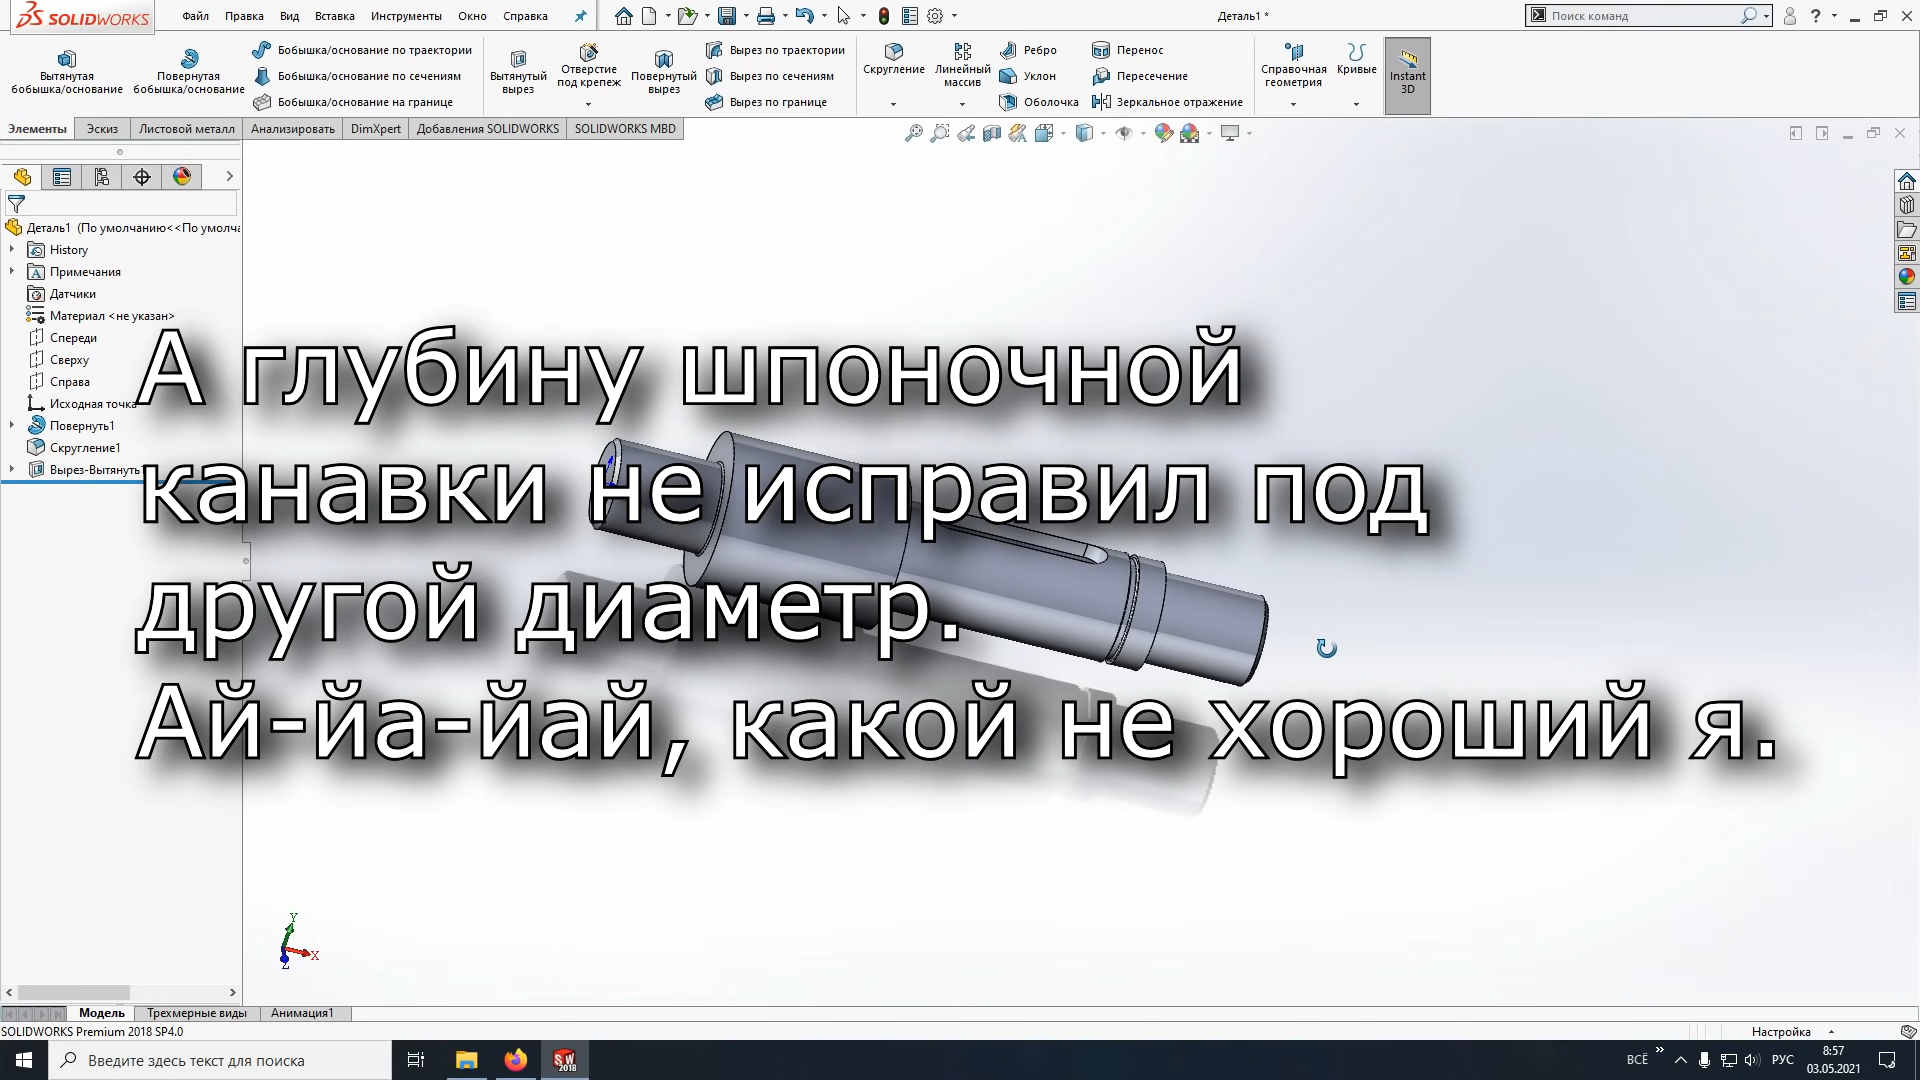 SOLIDWORKS
Файл Правка Вид Вставка Инструменты Окно Справка
Деталь1 *
Поиск команд
Вытянутая бобышка/основание
Повернутая бобышка/основание
Бобышка/основание по траектории
Бобышка/основание по сечениям
Бобышка/основание на границе
Вытянутый вырез
Отверстие под крепеж
Повернутый вырез
Вырез по траектории
Вырез по сечениям
Вырез по границе
Скругление
Линейный массив
Ребро
Уклон
Оболочка
Перенос
Пересечение
Зеркальное отражение
Справочная геометрия
Кривые
Instant 3D
Элементы Эскиз Листовой металл Анализировать DimXpert Добавления SOLIDWORKS SOLIDWORKS MBD
Деталь1 (По умолчанию<<По умолча
History
Примечания
Датчики
Материал <не указан>
Спереди
Сверху
Справа
Исходная точка
Повернуть1
Скругление1
Вырез-Вытянуть
А глубину шпоночной
канавки не исправил под
другой диаметр.
Ай-йа-йай, какой не хороший я.
Y
X
Z
Модель Трехмерные виды Анимация1
SOLIDWORKS Premium 2018 SP4.0
Настройка
Введите здесь текст для поиска
SW 2018
ВСЁ
РУС
8:57
03.05.2021